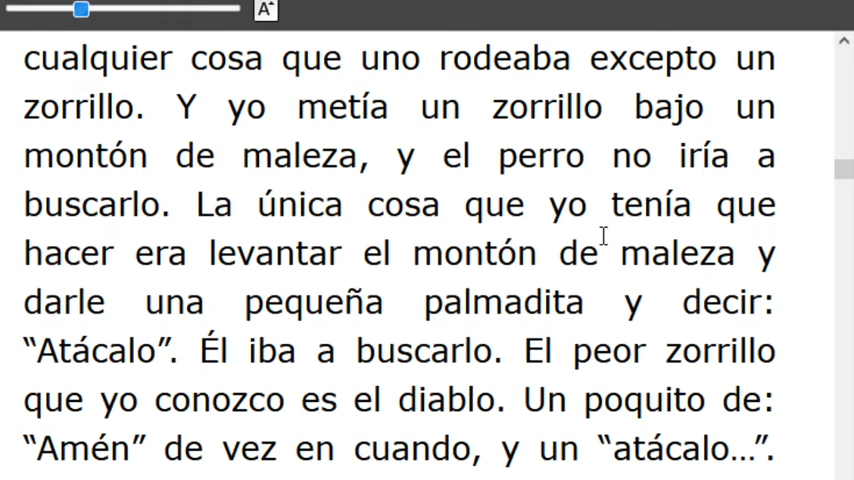 A
cualquier cosa que uno rodeaba excepto un
zorrillo. Y yo metía un zorrillo bajo un
montón de maleza, y el perro no iría a
buscarlo. La única cosa que yo tenía que
hacer era levantar el montón de maleza y
darle una pequeña palmadita y decir:
“Atácalo”. Él iba a buscarlo. El peor zorrillo
que yo conozco es el diablo. Un poquito de:
“Amén” de vez en cuando, y un “atácalo…”.